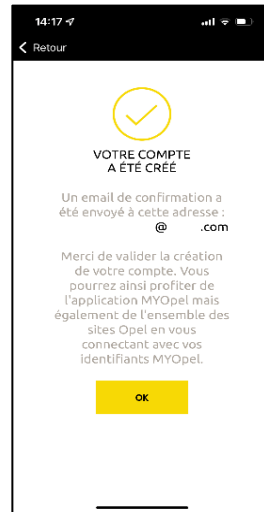 14:17
Retour
VOTRE COMPTE
A ÉTÉ CRÉÉ
Un email de confirmation a
été envoyé à cette adresse :
@ .com
Merci de valider la création
de votre compte. Vous
pourrez ainsi profiter de
l'application MYOpel mais
également de l'ensemble des
sites Opel en vous
connectant avec vos
identifiants MYOpel.
OK